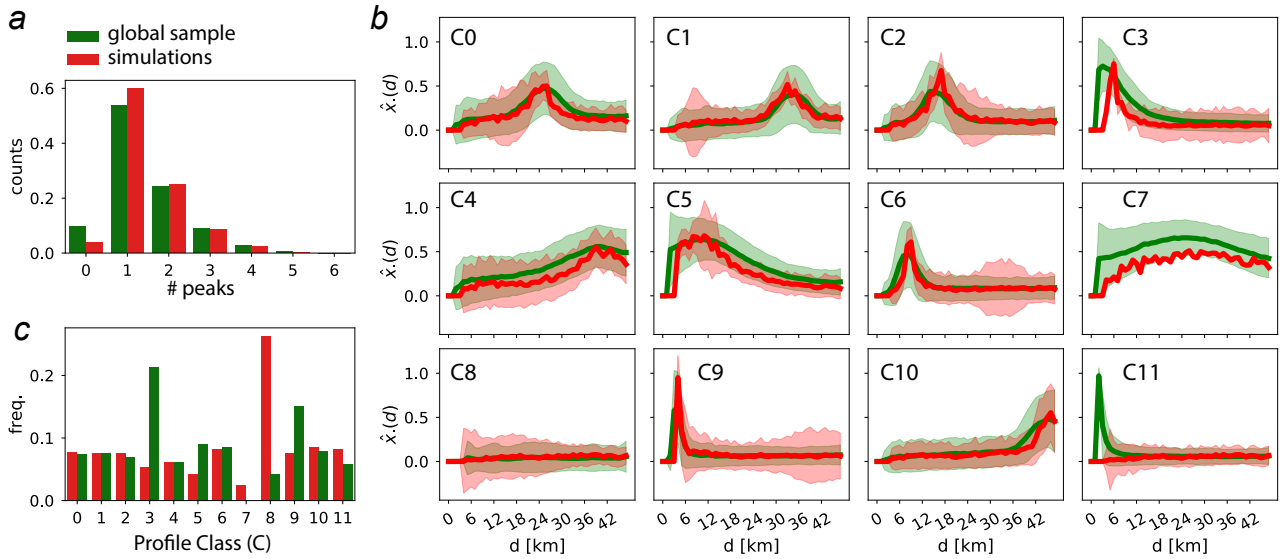 a
global sample
simulations
0.6
0.4
0.2
0.0
counts
0 1 2 3 4 5 6
# peaks
b
C0 C1 C2 C3
1.0
0.5
0.0
x̂.(d)
C4 C5 C6 C7
1.0
0.5
0.0
x̂.(d)
C8 C9 C10 C11
1.0
0.5
0.0
x̂.(d)
0 6 12 18 24 30 36 42
0 6 12 18 24 30 36 42
0 6 12 18 24 30 36 42
0 6 12 18 24 30 36 42
d [km] d [km] d [km] d [km]
c
0.2
0.1
0.0
freq.
0 1 2 3 4 5 6 7 8 9 10 11
Profile Class (C)